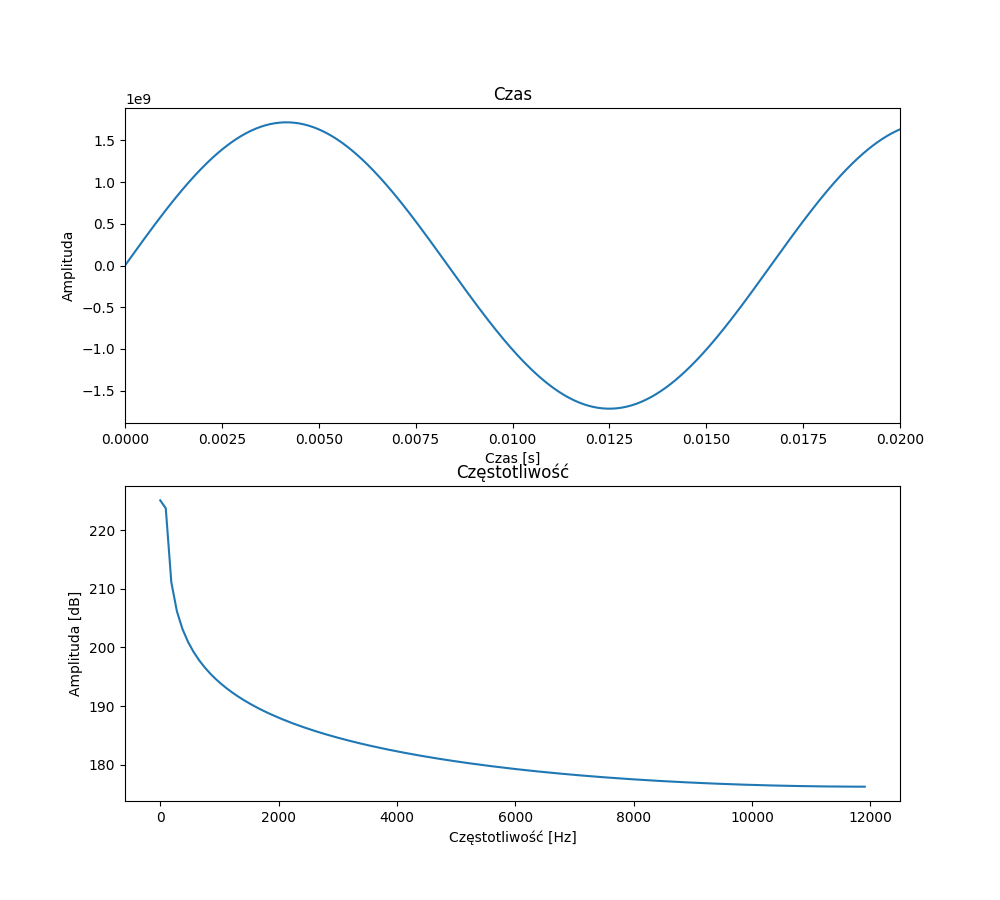 Czas
1e9
1.5
1.0
0.5
0.0
−0.5
−1.0
−1.5
Amplituda
0.0000 0.0025 0.0050 0.0075 0.0100 0.0125 0.0150 0.0175 0.0200
Czas [s]
Częstotliwość
220
210
200
190
180
Amplituda [dB]
0 2000 4000 6000 8000 10000 12000
Częstotliwość [Hz]